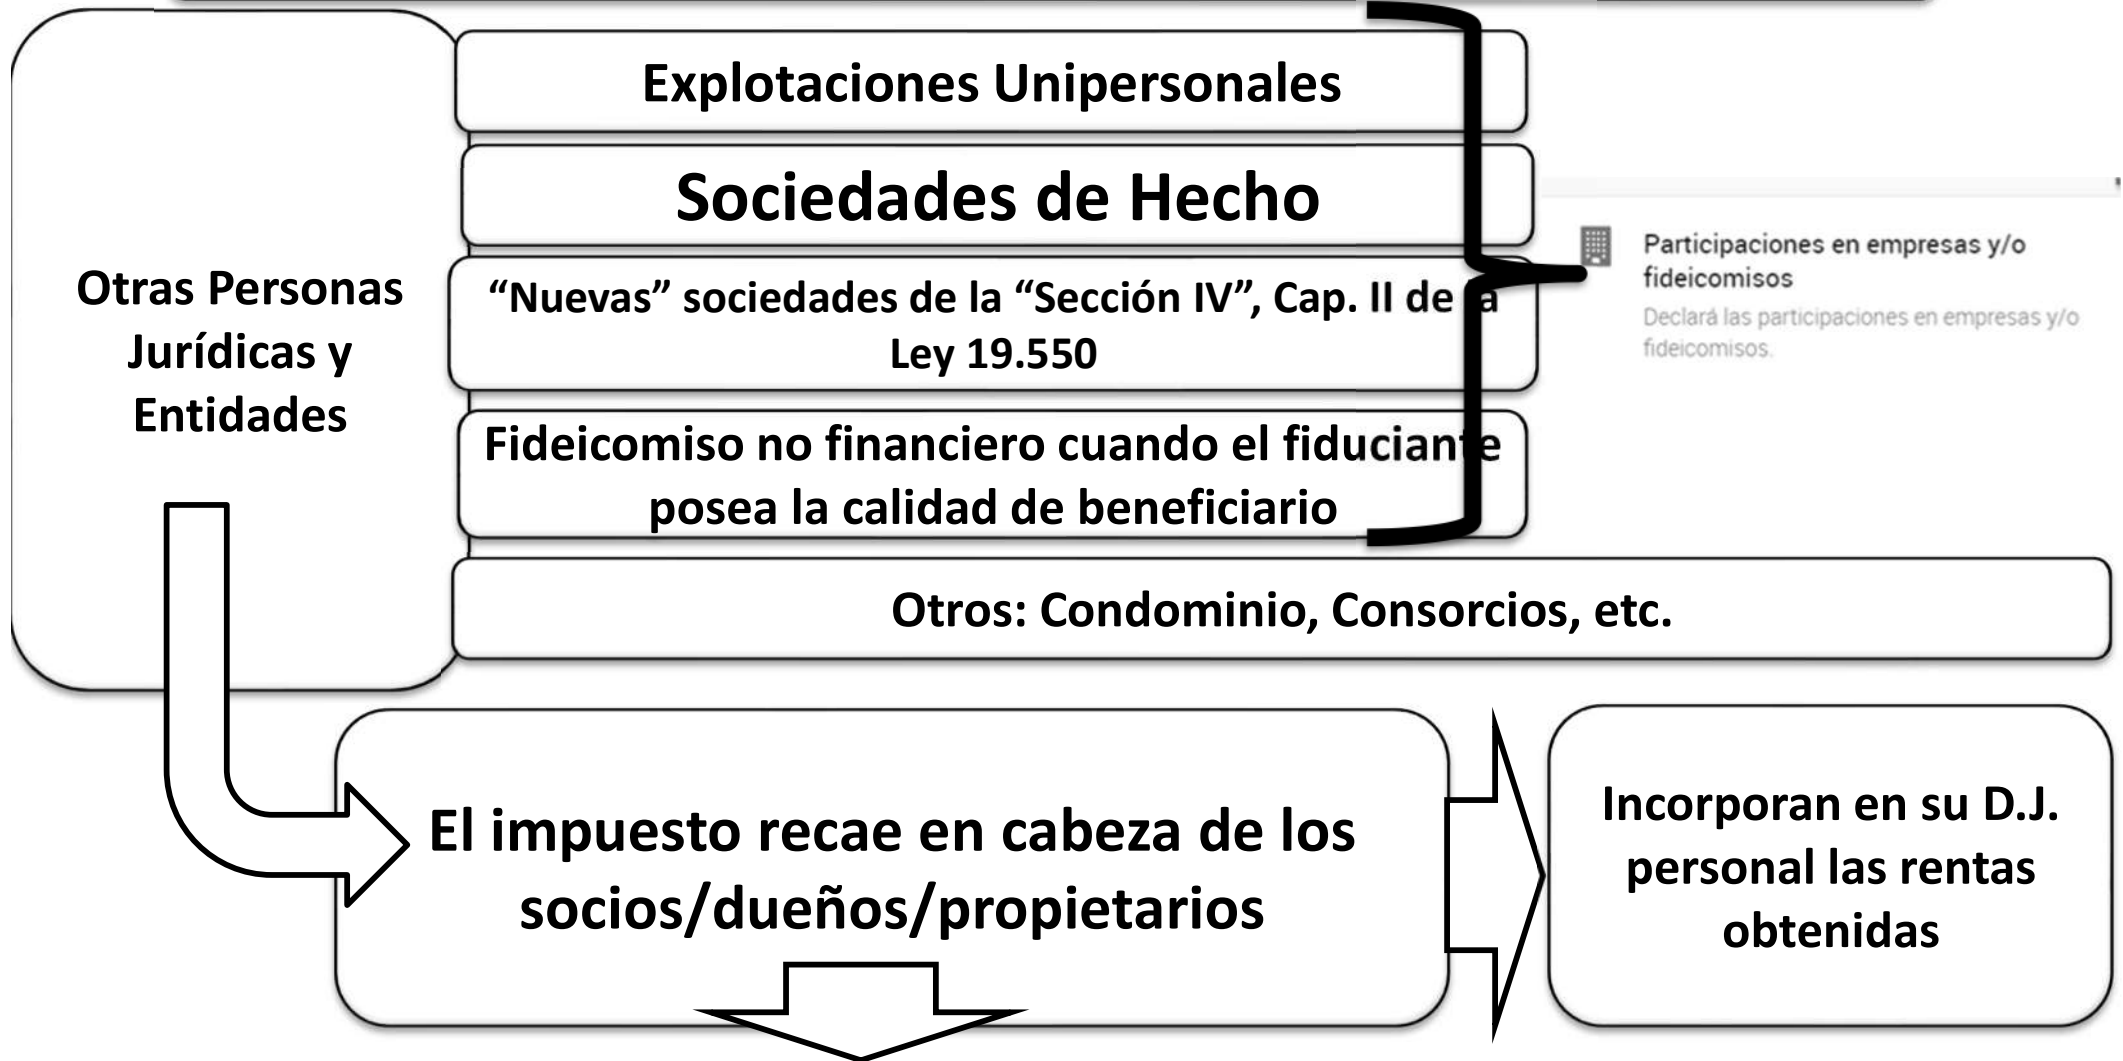 Explotaciones Unipersonales
Sociedades de Hecho
Otras Personas
Jurídicas y
Entidades
“Nuevas” sociedades de la “Sección IV”, Cap. II de la
Ley 19.550
Fideicomiso no financiero cuando el fiduciante
posea la calidad de beneficiario
Participaciones en empresas y/o
fideicomisos
Declará las participaciones en empresas y/o
fideicomisos.
Otros: Condominio, Consorcios, etc.
El impuesto recae en cabeza de los
socios/dueños/propietarios
Incorporan en su D.J.
personal las rentas
obtenidas